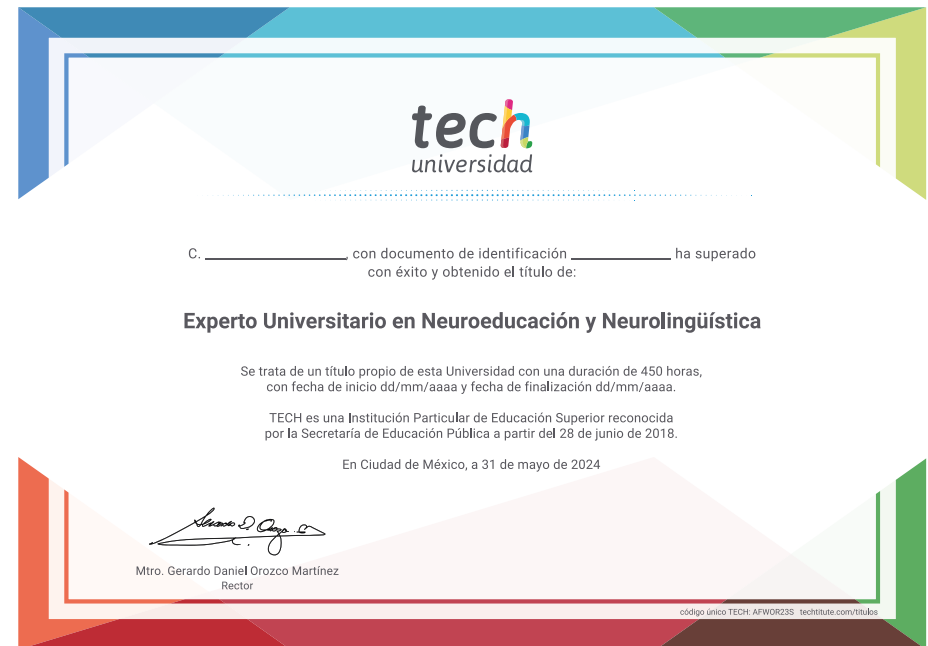 tech
universidad
C. __________________, con documento de identificación _____________ ha superado
con éxito y obtenido el título de:
Experto Universitario en Neuroeducación y Neurolingüística
Se trata de un título propio de esta Universidad con una duración de 450 horas,
con fecha de inicio dd/mm/aaaa y fecha de finalización dd/mm/aaaa.
TECH es una Institución Particular de Educación Superior reconocida
por la Secretaría de Educación Pública a partir del 28 de junio de 2018.
En Ciudad de México, a 31 de mayo de 2024
Mtro. Gerardo Daniel Orozco Martínez
Rector
código único TECH: AFWOR23S techtitute.com/titulos